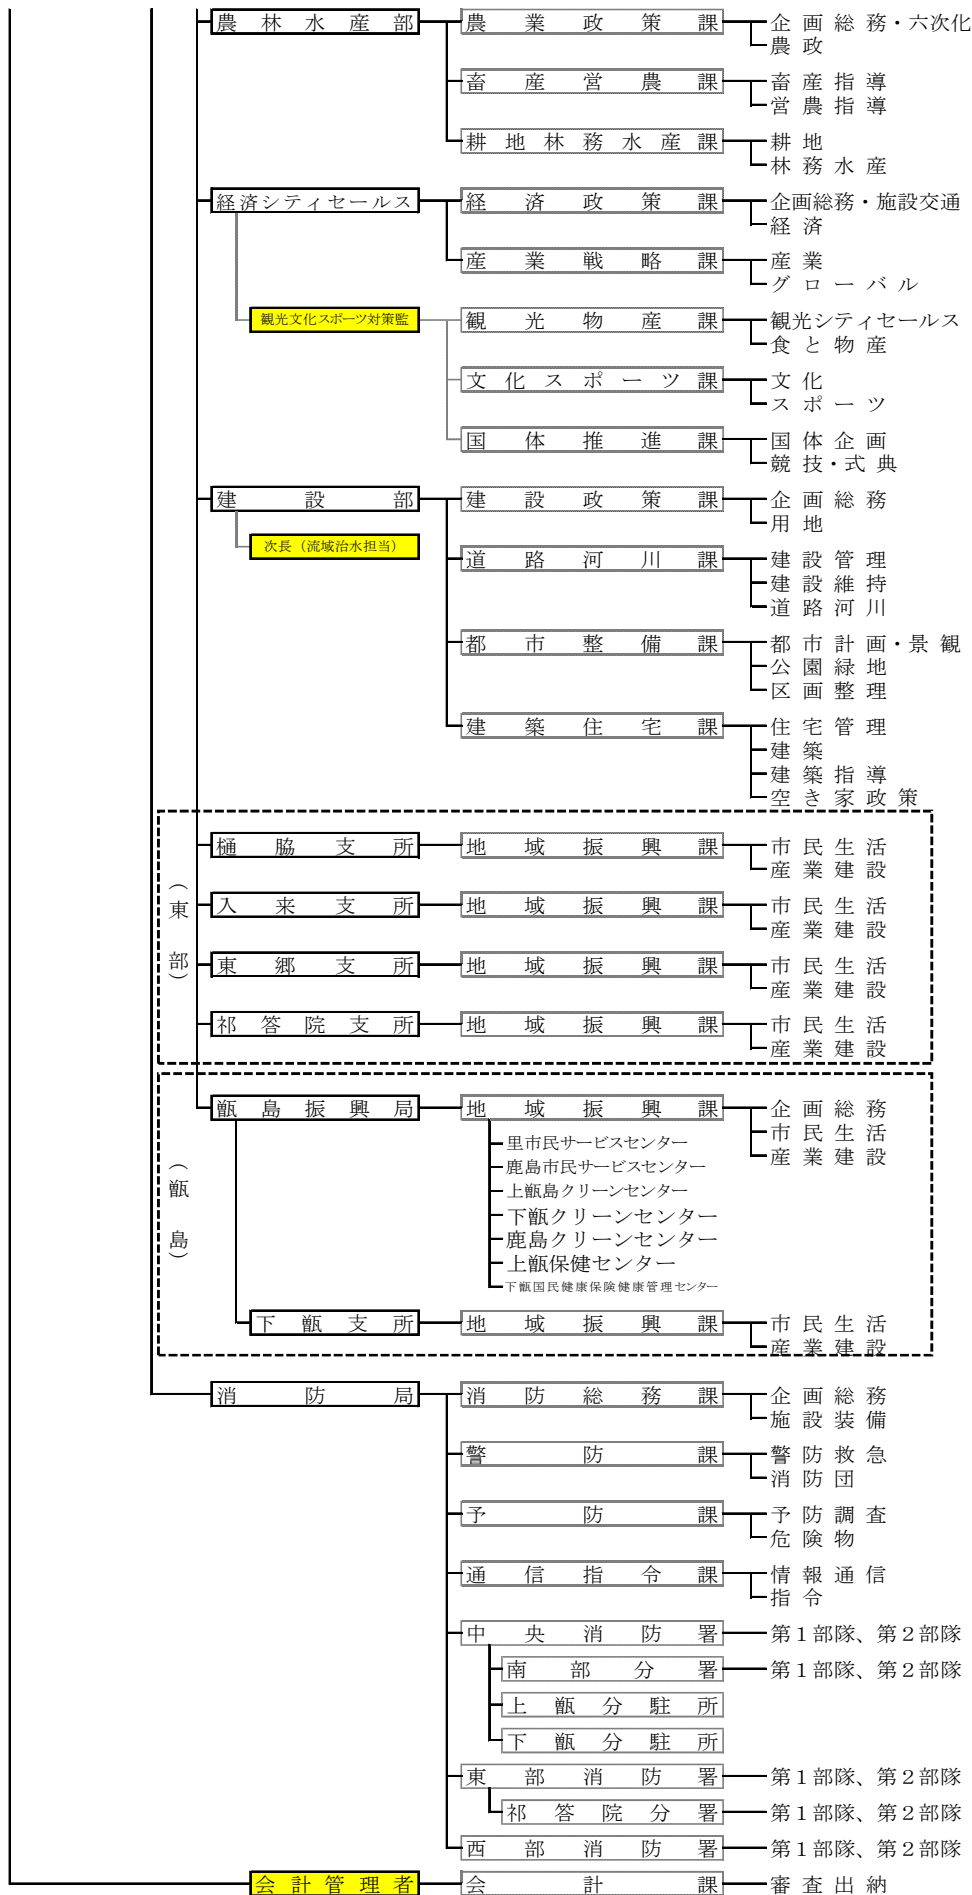 農林水産部 農業政策課 企画総務・六次化
農政
畜産営農課 畜産指導
営農指導
耕地林務水産課 耕地
林務水産
経済シティセールス 経済政策課 企画総務・施設交通
経済
産業戦略課 産業
グローバル
観光文化スポーツ対策監 観光物産課 観光シティセールス
食と物産
文化スポーツ課 文化
スポーツ
国体推進課 国体企画
競技・式典
建設部 建設政策課 企画総務
用地
次長（流域治水担当） 道路河川課 建設管理
建設維持
道路河川
都市整備課 都市計画・景観
公園緑地
区画整理
建築住宅課 住宅管理
建築
建築指導
空き家政策
（東部）
樋脇支所 地域振興課 市民生活
産業建設
入来支所 地域振興課 市民生活
産業建設
東郷支所 地域振興課 市民生活
産業建設
祁答院支所 地域振興課 市民生活
産業建設
（甑島）
甑島振興局 地域振興課 企画総務
市民生活
産業建設
里市民サービスセンター
鹿島市民サービスセンター
上甑島クリーンセンター
下甑クリーンセンター
鹿島クリーンセンター
上甑保健センター
下甑国民健康保険健康管理センター
下甑支所 地域振興課 市民生活
産業建設
消防局 消防総務課 企画総務
施設装備
警防課 警防救急
消防団
予防課 予防調査
危険物
通信指令課 情報通信
指令
中央消防署 第１部隊、第２部隊
南部分署 第１部隊、第２部隊
上甑分駐所
下甑分駐所
東部消防署 第１部隊、第２部隊
祁答院分署 第１部隊、第２部隊
西部消防署 第１部隊、第２部隊
会計管理者 会計課 審査出納